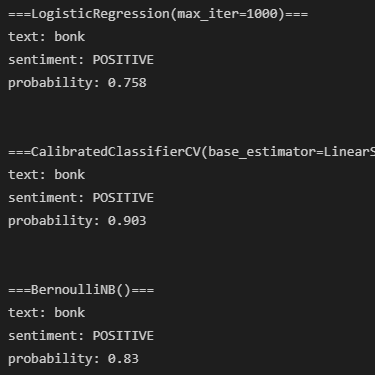 ===LogisticRegression(max_iter=1000)===
text: bonk
sentiment: POSITIVE
probability: 0.758
===CalibratedClassifierCV(base_estimator=LinearS
text: bonk
sentiment: POSITIVE
probability: 0.903
===BernoulliNB()===
text: bonk
sentiment: POSITIVE
probability: 0.83